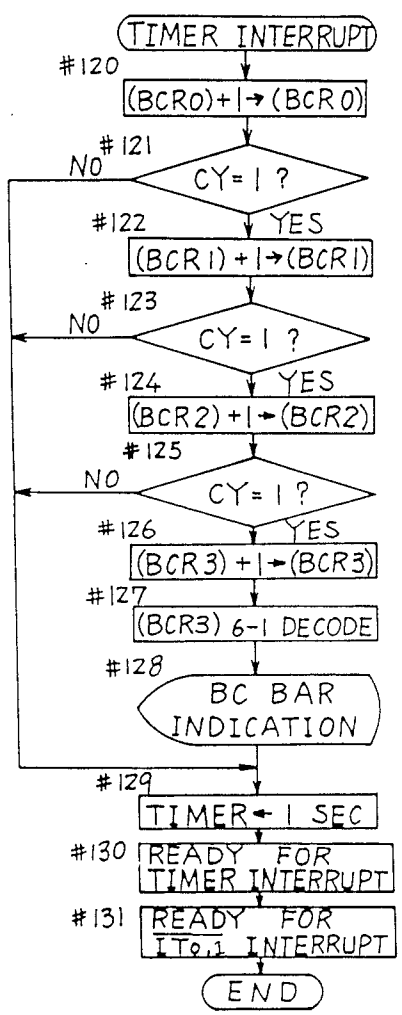 TIMER INTERRUPT
#120
(BCR0)+1→(BCR0)
#121
NO
CY=1 ?
#122
YES
(BCR1)+1→(BCR1)
#123
NO
CY=1 ?
#124
YES
(BCR2)+1→(BCR2)
#125
NO
CY=1 ?
#126
YES
(BCR3)+1→(BCR3)
#127
(BCR3) 6-1 DECODE
#128
BC BAR
INDICATION
#129
TIMER← 1 SEC
#130
READY FOR
TIMER INTERRUPT
#131
READY FOR
IT0,1 INTERRUPT
END